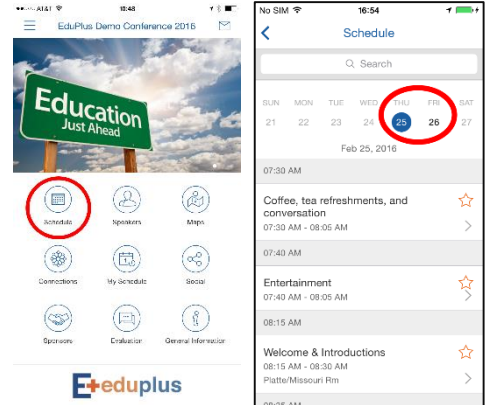 AT&T
10:48
EduPlus Demo Conference 2016
Education
Just Ahead
Schedule
Speakers
Maps
Connections
My Schedule
Social
Sponsors
Evaluation
General Information
E+eduplus
No SIM
16:54
Schedule
Search
SUN MON TUE WED THU FRI SAT
21 22 23 24 25 26 27
Feb 25, 2016
07:30 AM
Coffee, tea refreshments, and
conversation
07:30 AM - 08:05 AM
07:40 AM
Entertainment
07:40 AM - 08:05 AM
08:15 AM
Welcome & Introductions
08:15 AM - 08:30 AM
Platte/Missouri Rm